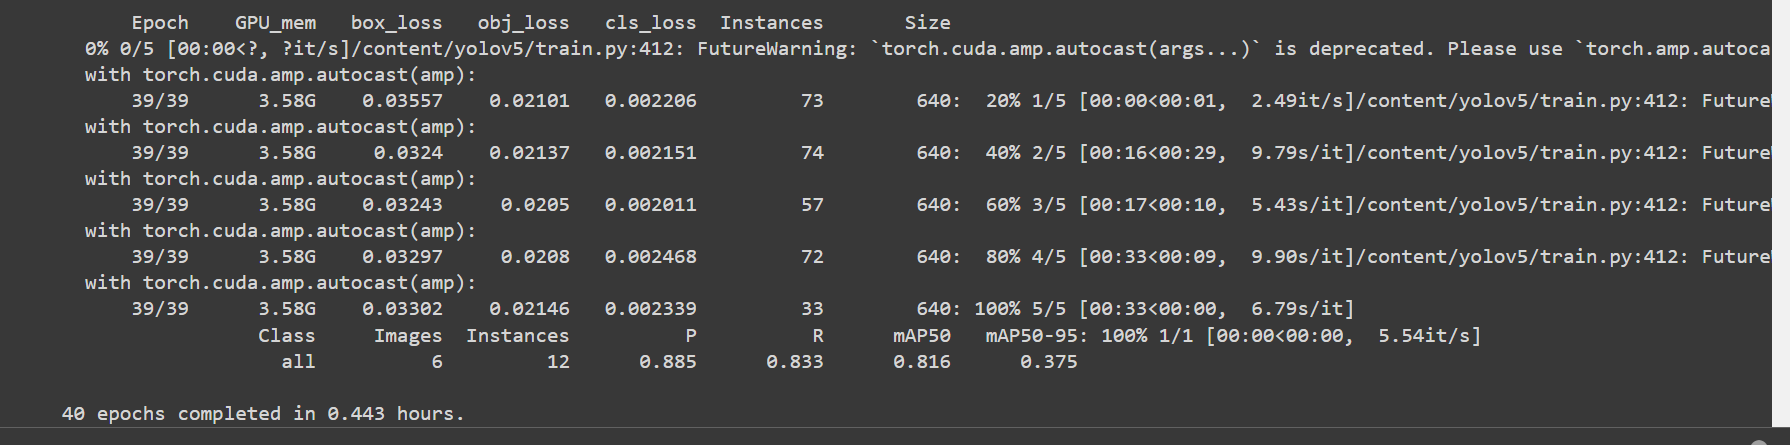 Epoch GPU_mem box_loss obj_loss cls_loss Instances Size
0% 0/5 [00:00<?, ?it/s]/content/yolov5/train.py:412: FutureWarning: `torch.cuda.amp.autocast(args...)` is deprecated. Please use `torch.amp.autoca
with torch.cuda.amp.autocast(amp):
39/39 3.58G 0.03557 0.02101 0.002206 73 640: 20% 1/5 [00:00<00:01, 2.49it/s]/content/yolov5/train.py:412: Future
with torch.cuda.amp.autocast(amp):
39/39 3.58G 0.0324 0.02137 0.002151 74 640: 40% 2/5 [00:16<00:29, 9.79s/it]/content/yolov5/train.py:412: Future
with torch.cuda.amp.autocast(amp):
39/39 3.58G 0.03243 0.0205 0.002011 57 640: 60% 3/5 [00:17<00:10, 5.43s/it]/content/yolov5/train.py:412: Future
with torch.cuda.amp.autocast(amp):
39/39 3.58G 0.03297 0.0208 0.002468 72 640: 80% 4/5 [00:33<00:09, 9.90s/it]/content/yolov5/train.py:412: Future
with torch.cuda.amp.autocast(amp):
39/39 3.58G 0.03302 0.02146 0.002339 33 640: 100% 5/5 [00:33<00:00, 6.79s/it]
Class Images Instances P R mAP50 mAP50-95: 100% 1/1 [00:00<00:00, 5.54it/s]
all 6 12 0.885 0.833 0.816 0.375
40 epochs completed in 0.443 hours.